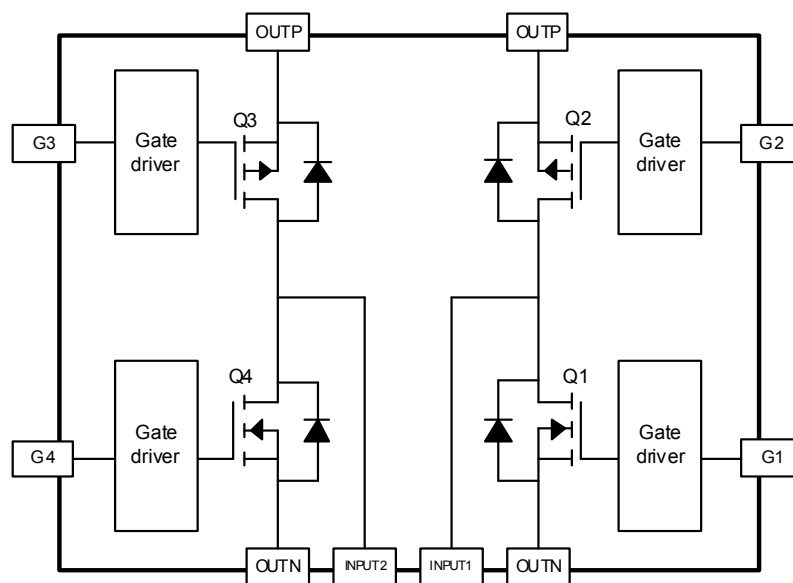 OUTP OUTP
G3 Gate driver Q3 Q2 Gate driver G2
G4 Gate driver Q4 Q1 Gate driver G1
OUTN INPUT2 INPUT1 OUTN